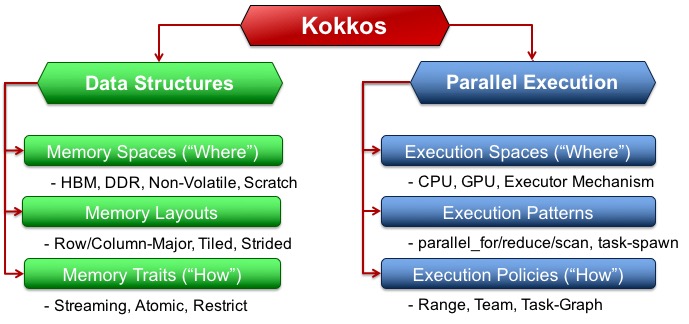 Kokkos
Data Structures
Memory Spaces (“Where”)
- HBM, DDR, Non-Volatile, Scratch
Memory Layouts
- Row/Column-Major, Tiled, Strided
Memory Traits (“How”)
- Streaming, Atomic, Restrict
Parallel Execution
Execution Spaces (“Where”)
- CPU, GPU, Executor Mechanism
Execution Patterns
- parallel_for/reduce/scan, task-spawn
Execution Policies (“How”)
- Range, Team, Task-Graph